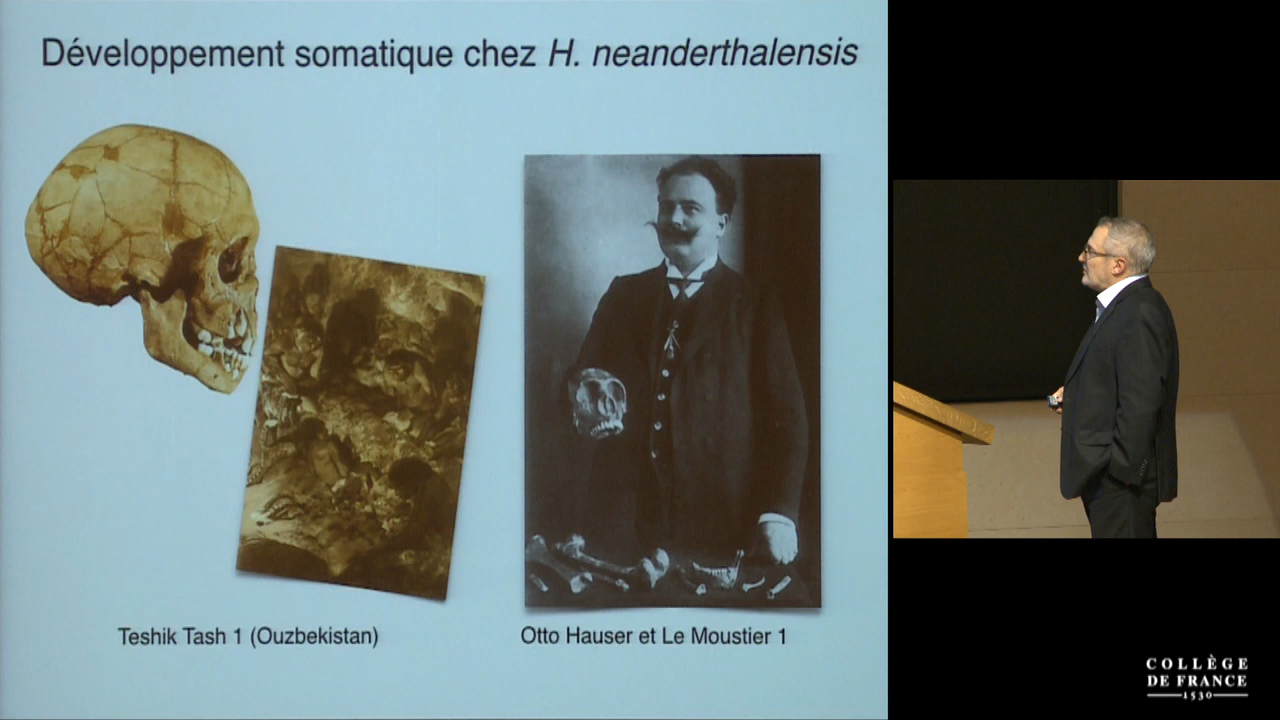 Développement somatique chez H. neanderthalensis
Teshik Tash 1 (Ouzbekistan)
Otto Hauser et Le Moustier 1
COLLÈGE
DE FRANCE
1530